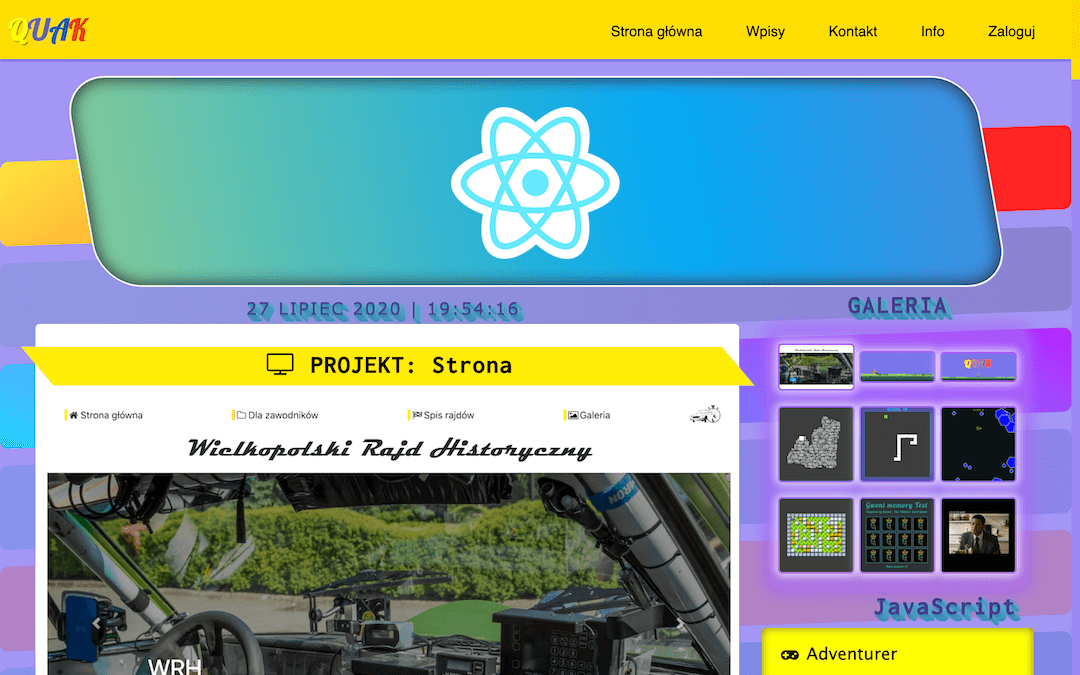 QUAK
Strona główna Wpisy Kontakt Info Zaloguj
27 LIPIEC 2020 | 19:54:16
GALERIA
PROJEKT: Strona
Strona główna Dla zawodników Spis rajdów Galeria
Wielkopolski Rajd Historyczny
WRH
Gwent memory Test
JavaScript
Adventurer